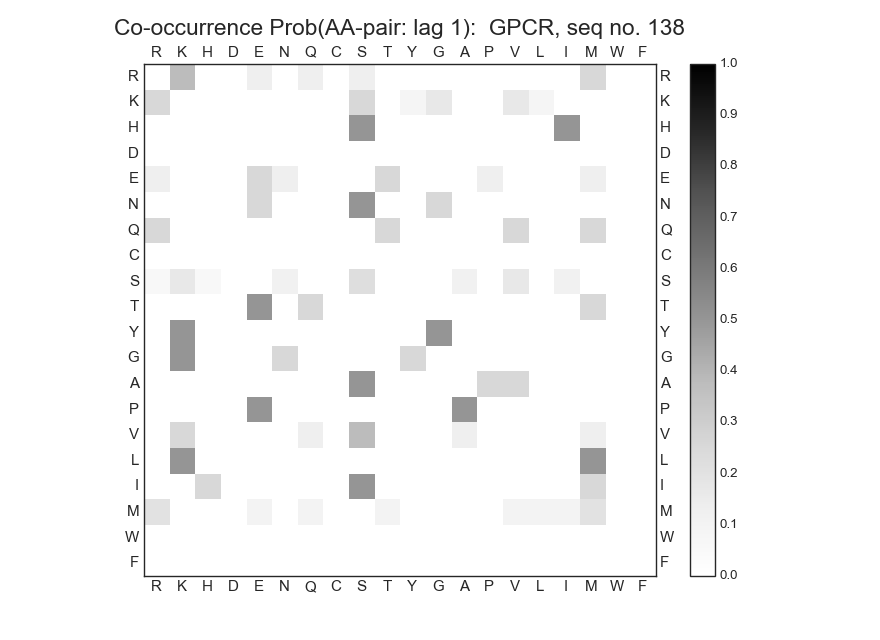 Co-occurrence Prob(AA-pair: lag 1):  GPCR, seq no. 138
R K H D E N Q C S T Y G A P V L I M W F
R R 1.0
K K 0.9
H H
D D 0.8
E E
N N 0.7
Q Q
C C 0.6
S S
T T 0.5
Y Y
G G 0.4
A A
P P 0.3
V V
L L 0.2
I I
M M 0.1
W W
F F 0.0
R K H D E N Q C S T Y G A P V L I M W F